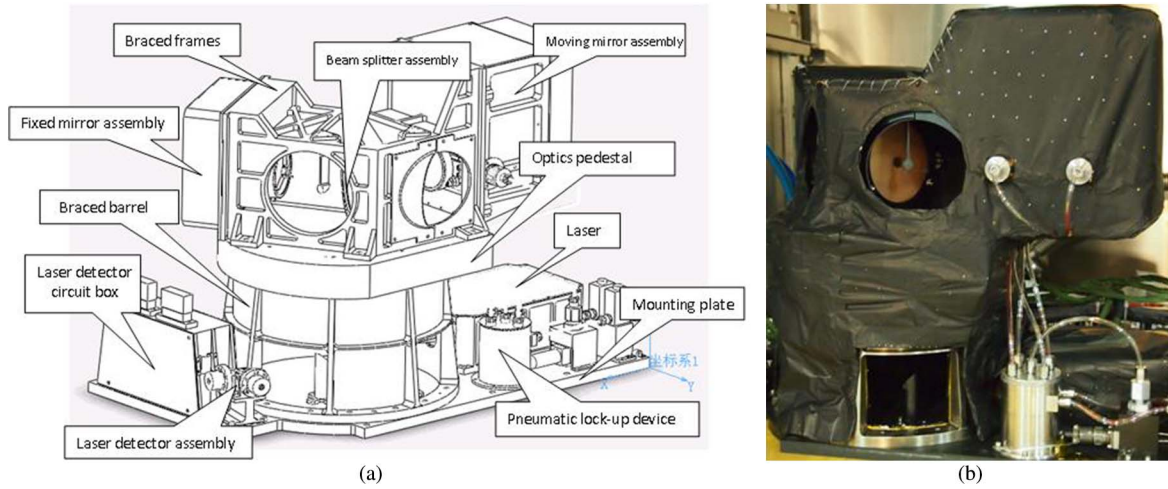 Braced frames
Moving mirror assembly
Beam splitter assembly
Fixed mirror assembly
Optics pedestal
Braced barrel
Laser
Laser detector
circuit box
Mounting plate
坐标系1
X
Y
Pneumatic lock-up device
Laser detector assembly
(a)
(b)